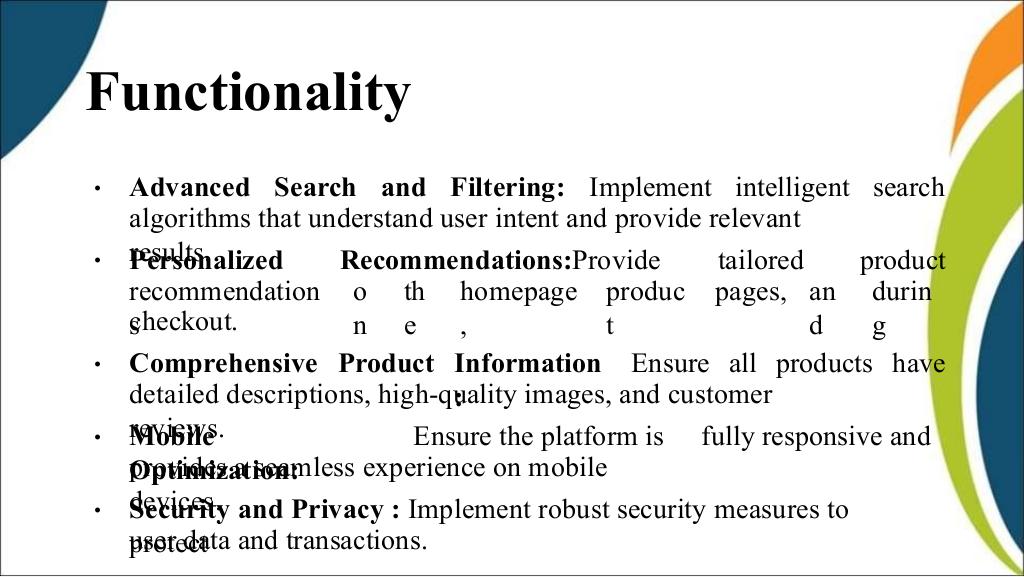 Functionality
• Advanced Search and Filtering: Implement intelligent search
algorithms that understand user intent and provide relevant
results.
• Personalized Recommendations:Provide tailored product
recommendations on the homepage, product pages, and during
checkout.
• Comprehensive Product Information: Ensure all products have
detailed descriptions, high-quality images, and customer
reviews.
• Mobile Optimization: Ensure the platform is fully responsive and
provides a seamless experience on mobile
devices.
• Security and Privacy : Implement robust security measures to
protect
user data and transactions.